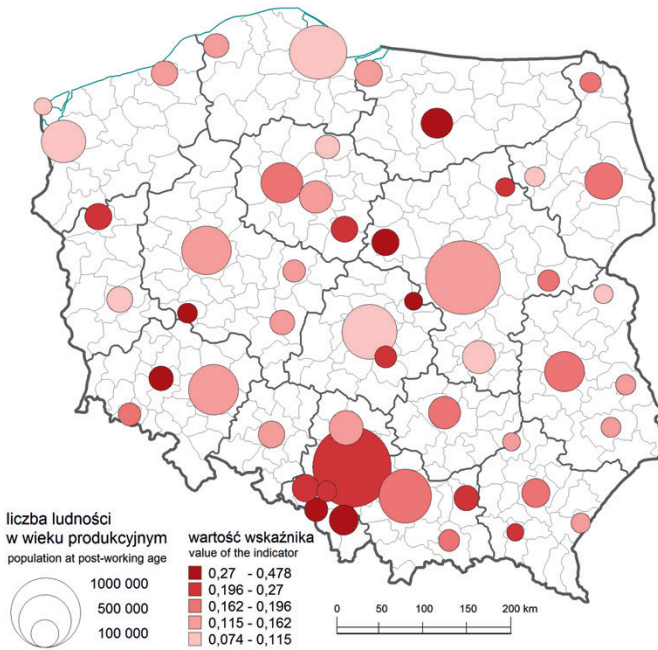 liczba ludności
w wieku produkcyjnym
population at post-working age
1000 000
500 000
100 000
wartość wskaźnika
value of the indicator
0,27 - 0,478
0,196 - 0,27
0,162 - 0,196
0,115 - 0,162
0,074 - 0,115
0 50 100 150 200 km